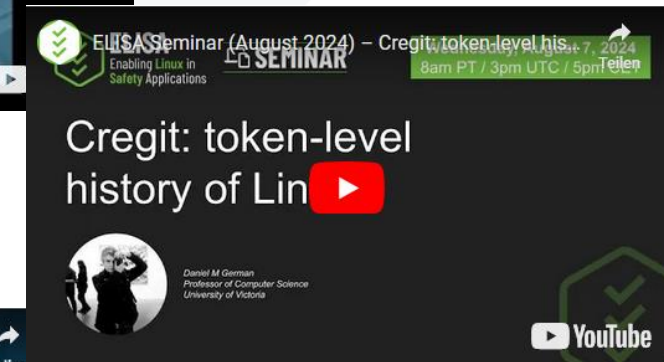 ELISA Seminar (August 2024) – Cregit: token-level his...
ELISA
Enabling Linux in
Safety Applications
SEMINAR
Wednesday, August 7, 2024
8am PT / 3pm UTC / 5pm CET
Teilen
Cregit: token-level
history of Lin
Daniel M German
Professor of Computer Science
University of Victoria
YouTube